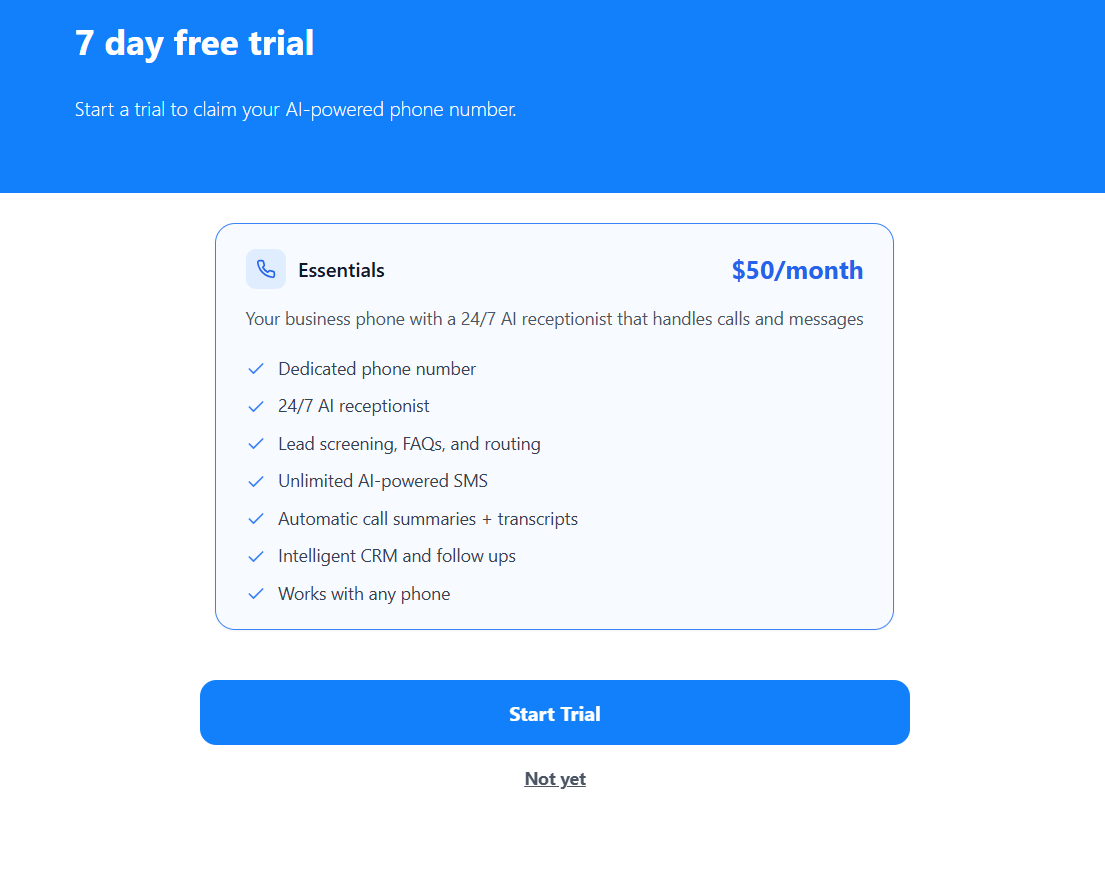 7 day free trial
Start a trial to claim your AI-powered phone number.
Essentials
$50/month
Your business phone with a 24/7 AI receptionist that handles calls and messages
Dedicated phone number
24/7 AI receptionist
Lead screening, FAQs, and routing
Unlimited AI-powered SMS
Automatic call summaries + transcripts
Intelligent CRM and follow ups
Works with any phone
Start Trial
Not yet